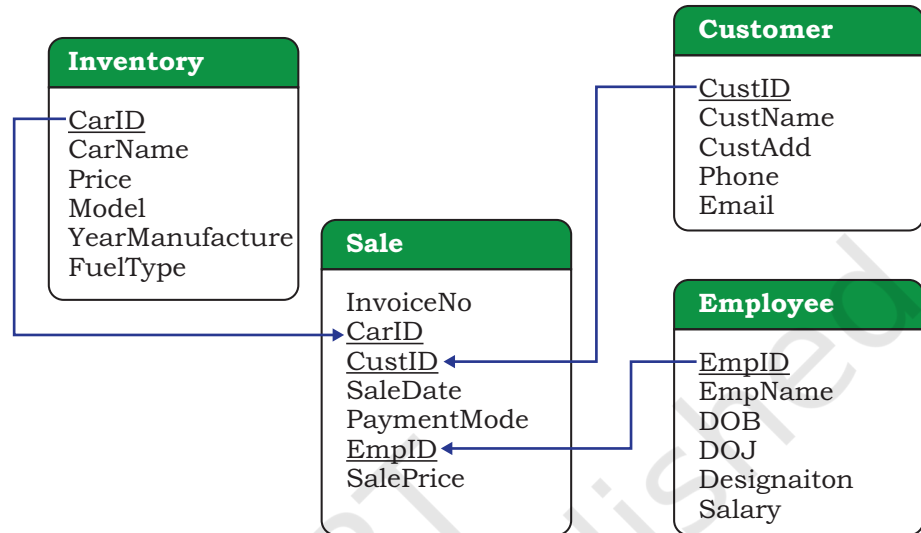 Inventory
CarID
CarName
Price
Model
YearManufacture
FuelType
Sale
InvoiceNo
CarID
CustID
SaleDate
PaymentMode
EmpID
SalePrice
Customer
CustID
CustName
CustAdd
Phone
Email
Employee
EmpID
EmpName
DOB
DOJ
Designaiton
Salary